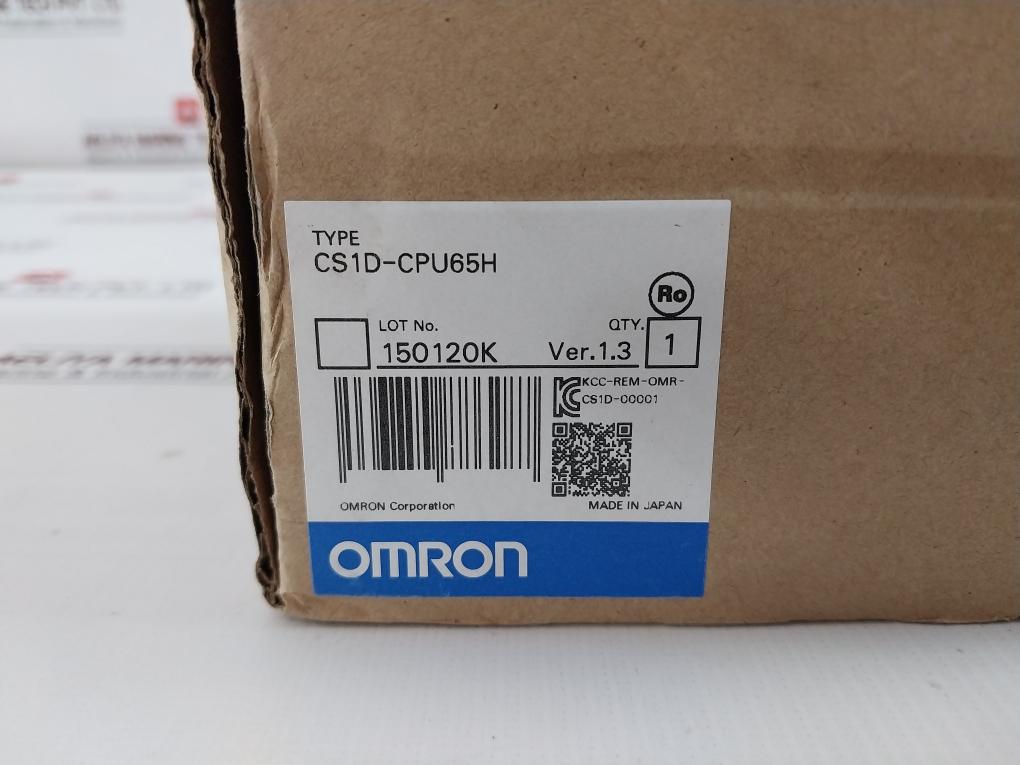 TYPE
CS1D-CPU65H
Ro
LOT No. QTY.
150120K Ver.1.3 1
KCC-REM-OMR-
CS1D-00001
OMRON Corporation MADE IN JAPAN
OMRON